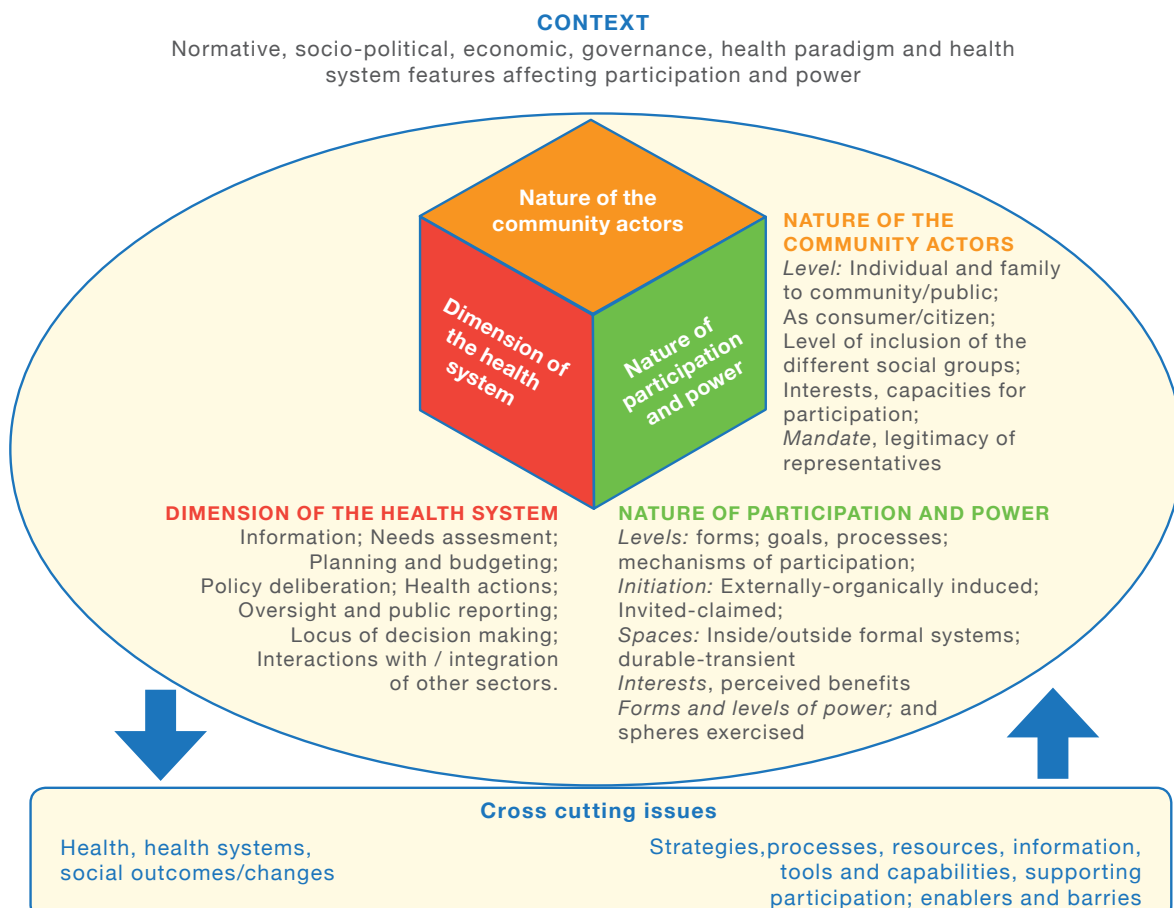 CONTEXT
Normative, socio-political, economic, governance, health paradigm and health
system features affecting participation and power
Nature of the
community actors
Dimension of
the health
system
Nature of
participation
and power
NATURE OF THE
COMMUNITY ACTORS
Level: Individual and family
to community/public;
As consumer/citizen;
Level of inclusion of the
different social groups;
Interests, capacities for
participation;
Mandate, legitimacy of
representatives
DIMENSION OF THE HEALTH SYSTEM
Information; Needs assesment;
Planning and budgeting;
Policy deliberation; Health actions;
Oversight and public reporting;
Locus of decision making;
Interactions with / integration
of other sectors.
NATURE OF PARTICIPATION AND POWER
Levels: forms; goals, processes;
mechanisms of participation;
Initiation: Externally-organically induced;
Invited-claimed;
Spaces: Inside/outside formal systems;
durable-transient
Interests, perceived benefits
Forms and levels of power; and
spheres exercised
Cross cutting issues
Health, health systems,
social outcomes/changes
Strategies,processes, resources, information,
tools and capabilities, supporting
participation; enablers and barries